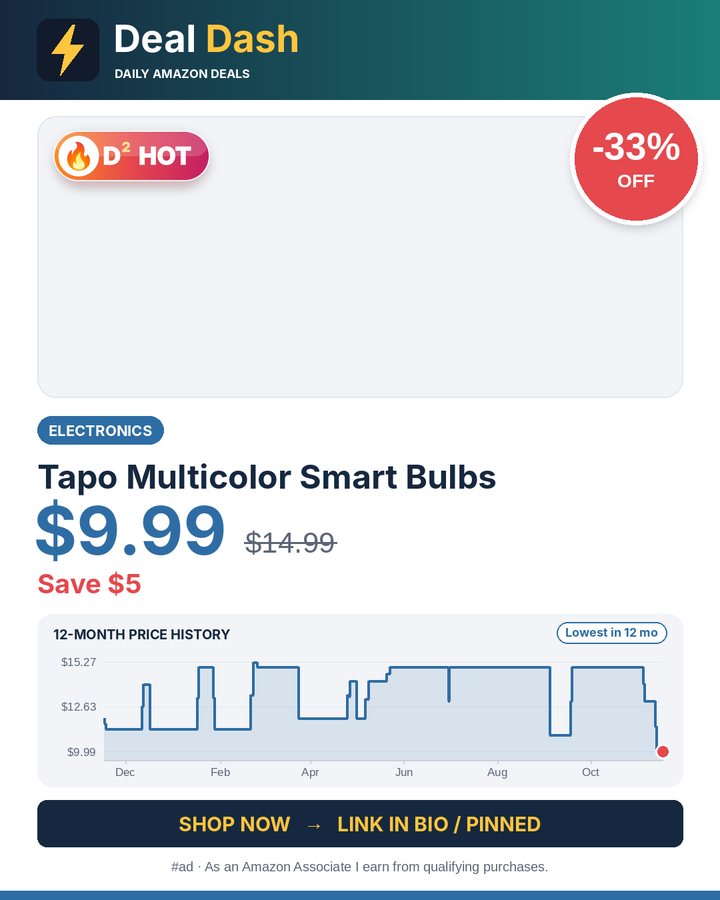 Deal Dash
DAILY AMAZON DEALS
-33%
OFF
D² HOT
ELECTRONICS
Tapo Multicolor Smart Bulbs
$9.99 $14.99
Save $5
12-MONTH PRICE HISTORY
Lowest in 12 mo
$15.27
$12.63
$9.99
Dec Feb Apr Jun Aug Oct
SHOP NOW → LINK IN BIO / PINNED
#ad · As an Amazon Associate I earn from qualifying purchases.